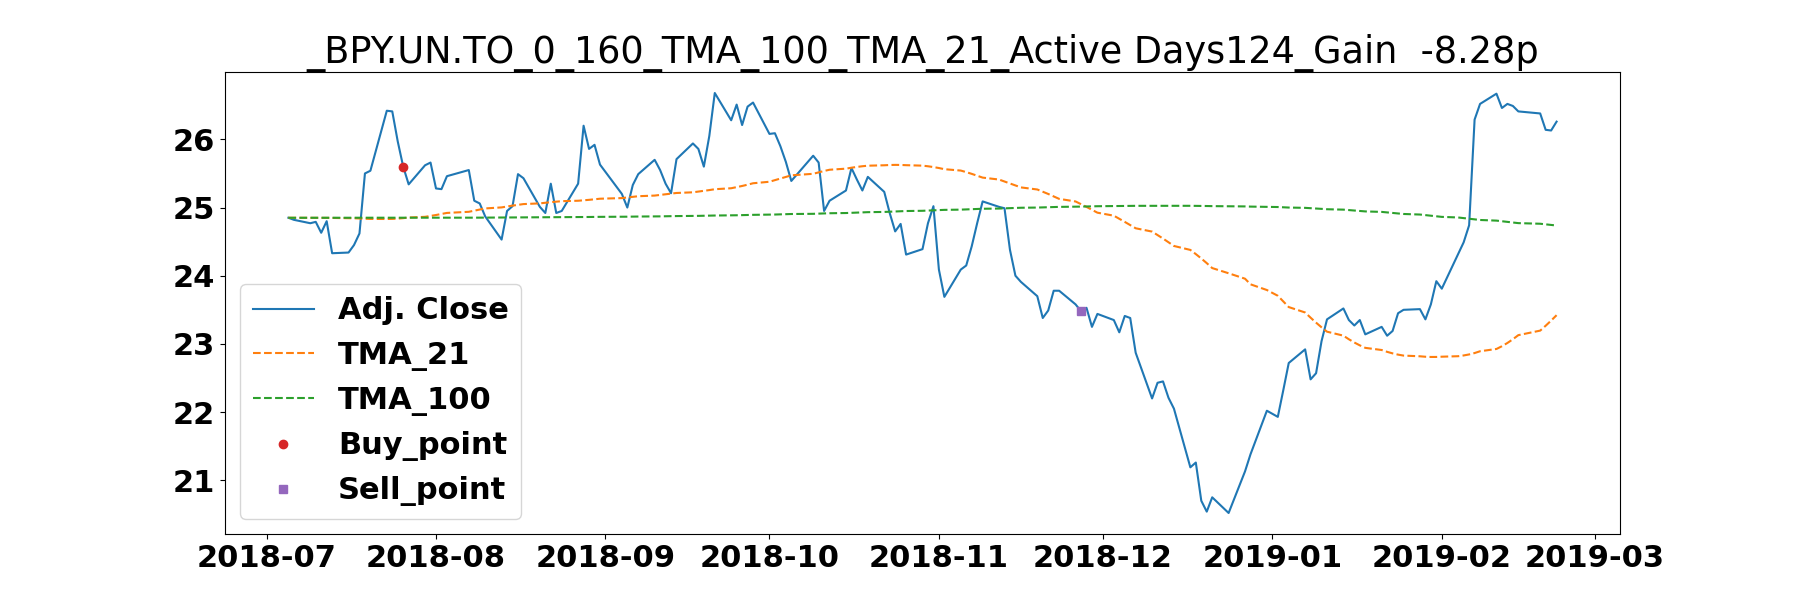 _BPY.UN.TO_0_160_TMA_100_TMA_21_Active Days124_Gain  -8.28p
26
25
24
23
22
21
Adj. Close
TMA_21
TMA_100
Buy_point
Sell_point
2018-07 2018-08 2018-09 2018-10 2018-11 2018-12 2019-01 2019-02 2019-03